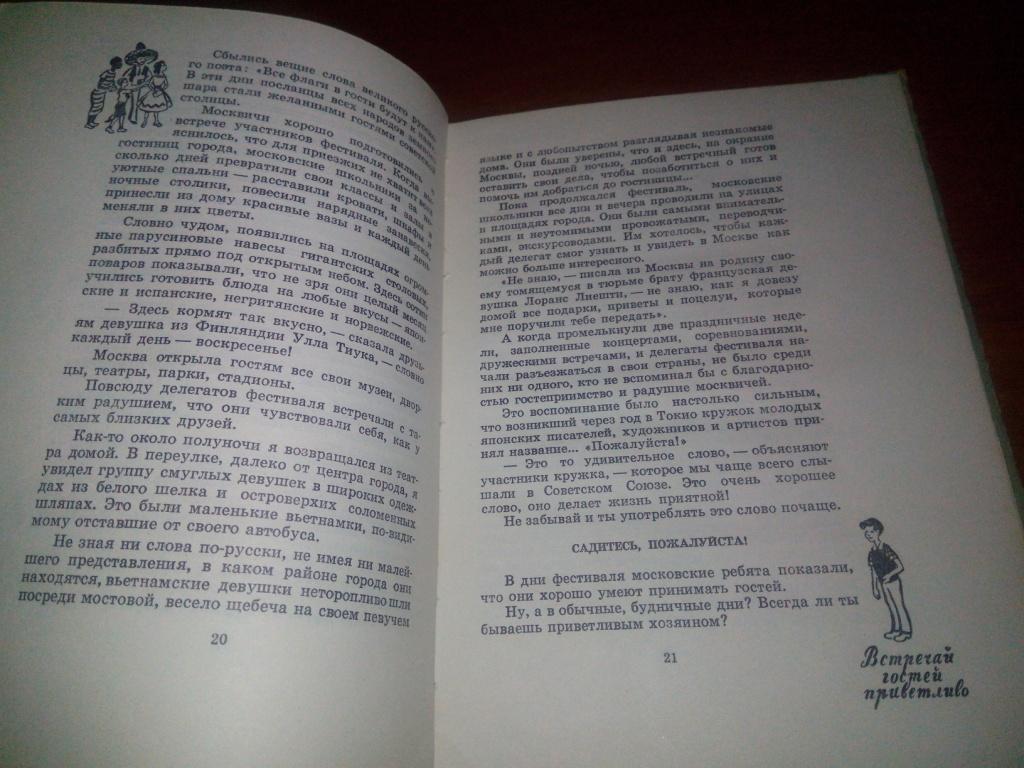 Сбылись вещие слова великого русско-
го поэта: «Все флаги в гости будут к нам».
В эти дни посланцы всех народов земного
шара стали желанными гостями советской
столицы.
Москвичи хорошо подготовились к
встрече участников фестиваля. Когда вы-
яснилось, что для приезжих не хватит всех
гостиниц города, московские школьники за не-
сколько дней превратили свои классы и залы в
уютные спальни — расставили кровати, шкафы и
ночные столики, повесили нарядные занавески,
принесли из дому красивые вазы и каждый день
меняли в них цветы.
Словно чудом, появились на площадях огром-
ные парусиновые навесы гигантских столовых,
разбитых прямо под открытым небом. Здесь сотни
поваров показывали, что не зря они целый месяц
учились готовить блюда на любые вкусы — япон-
ские и испанские, негритянские и норвежские.
— Здесь кормят так вкусно, — сказала друзь-
ям девушка из Финляндии Улла Тиука, — словно
каждый день — воскресенье!
Москва открыла гостям все свои музеи, двор-
цы, театры, парки, стадионы.
Повсюду делегатов фестиваля встречали с та-
ким радушием, что они чувствовали себя, как у
самых близких друзей.
Как-то около полуночи я возвращался из теат-
ра домой. В переулке, далеко от центра города, я
увидел группу смуглых девушек в широких одеж-
дах из белого шелка и островерхих соломенных
шляпах. Это были маленькие вьетнамки, по-види-
мому отставшие от своего автобуса.
Не зная ни слова по-русски, не имея ни малей-
шего представления, в каком районе города они
находятся, вьетнамские девушки неторопливо шли
посреди мостовой, весело щебеча на своем певучем
20
языке и с любопытством разглядывая незнакомые
дома. Они были уверены, что и здесь, на окраине
Москвы, поздней ночью, любой встречный готов
оставить свои дела, чтобы позаботиться о них и
помочь им добраться до гостиницы...
Пока продолжался фестиваль, московские
школьники все дни и вечера проводили на улицах
и площадях города. Они были самыми вниматель-
ными и неутомимыми провожатыми, переводчи-
ками, экскурсоводами. Им хотелось, чтобы каж-
дый делегат смог узнать и увидеть в Москве как
можно больше интересного.
«Не знаю, — писала из Москвы на родину сво-
ему томящемуся в тюрьме брату французская де-
вушка Лоранс Лиешти, — не знаю, как я довезу
домой все подарки, приветы и поцелуи, которые
мне поручили тебе передать».
А когда промелькнули две праздничные неде-
ли, заполненные концертами, соревнованиями,
дружескими встречами, и делегаты фестиваля на-
чали разъезжаться в свои страны, не было среди
них ни одного, кто не вспоминал бы с благодарно-
стью гостеприимство и радушие москвичей.
Это воспоминание было настолько сильным,
что возникший через год в Токио кружок молодых
японских писателей, художников и артистов при-
нял название... «Пожалуйста!»
— Это то удивительное слово, — объясняют
участники кружка, — которое мы чаще всего слы-
шали в Советском Союзе. Это очень хорошее
слово, оно делает жизнь приятной!
Не забывай и ты употреблять это слово почаще.
САДИТЕСЬ, ПОЖАЛУЙСТА!
В дни фестиваля московские ребята показали,
что они хорошо умеют принимать гостей.
Ну, а в обычные, будничные дни? Всегда ли ты
бываешь приветливым хозяином?
21
Встречай
гостей
приветливо